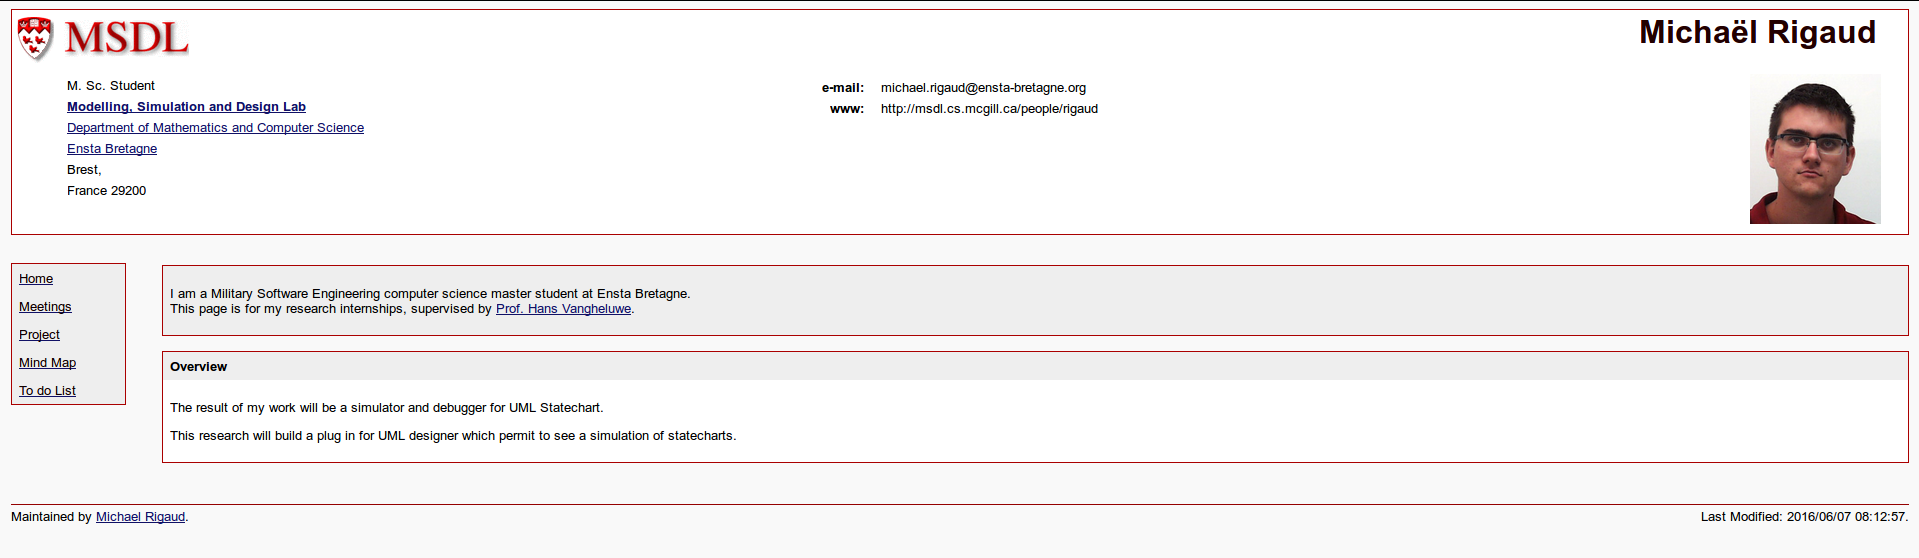 MSDL
Michaël Rigaud
M. Sc. Student
Modelling, Simulation and Design Lab
Department of Mathematics and Computer Science
Ensta Bretagne
Brest,
France 29200
e-mail: michael.rigaud@ensta-bretagne.org
www: http://msdl.cs.mcgill.ca/people/rigaud
Home
Meetings
Project
Mind Map
To do List
I am a Military Software Engineering computer science master student at Ensta Bretagne.
This page is for my research internships, supervised by Prof. Hans Vangheluwe.
Overview
The result of my work will be a simulator and debugger for UML Statechart.
This research will build a plug in for UML designer which permit to see a simulation of statecharts.
Maintained by Michael Rigaud.
Last Modified: 2016/06/07 08:12:57.